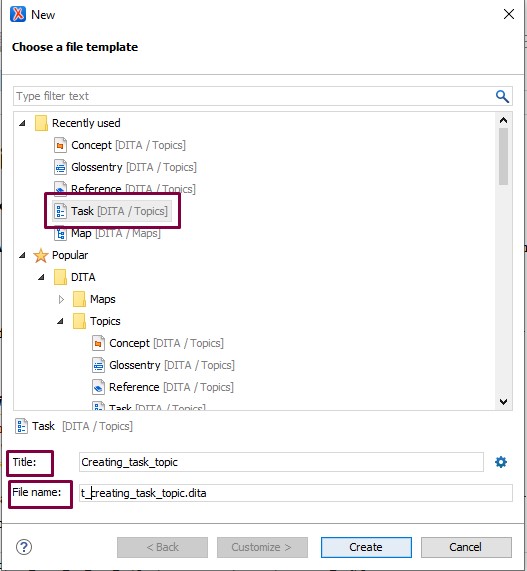 New
Choose a file template
Type filter text
Recently used
Concept [DITA / Topics]
Glossentry [DITA / Topics]
Reference [DITA / Topics]
Task [DITA / Topics]
Map [DITA / Maps]
Popular
DITA
Maps
Topics
Concept [DITA / Topics]
Glossentry [DITA / Topics]
Reference [DITA / Topics]
Task [DITA / Topics]
Task [DITA / Topics]
Title: Creating_task_topic
File name: t_creating_task_topic.dita
? < Back Customize > Create Cancel